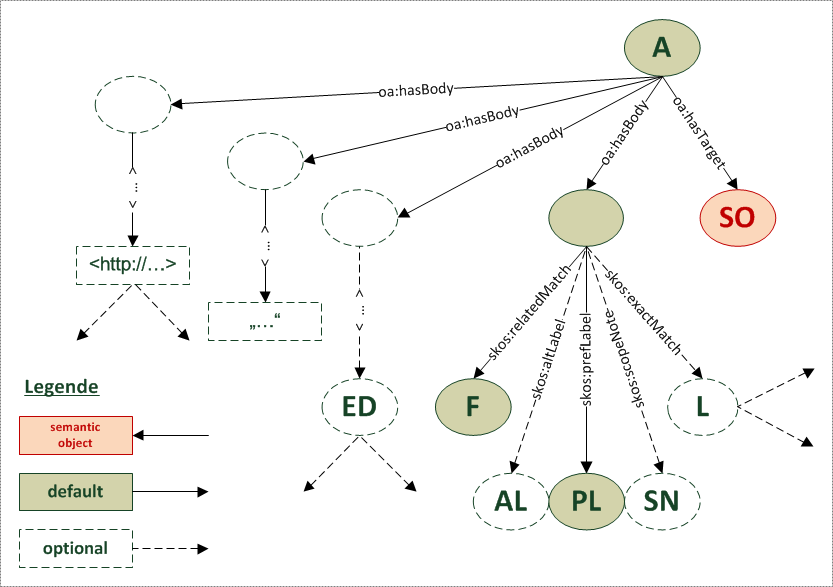 A
oa:hasBody
oa:hasBody
oa:hasBody
oa:hasBody
oa:hasTarget
SO
<...>
<...>
<...>
<http://...>
„...“
skos:relatedMatch
skos:altLabel
skos:prefLabel
skos:scopeNote
skos:exactMatch
ED
F
L
AL
PL
SN
Legende
semantic
object
default
optional